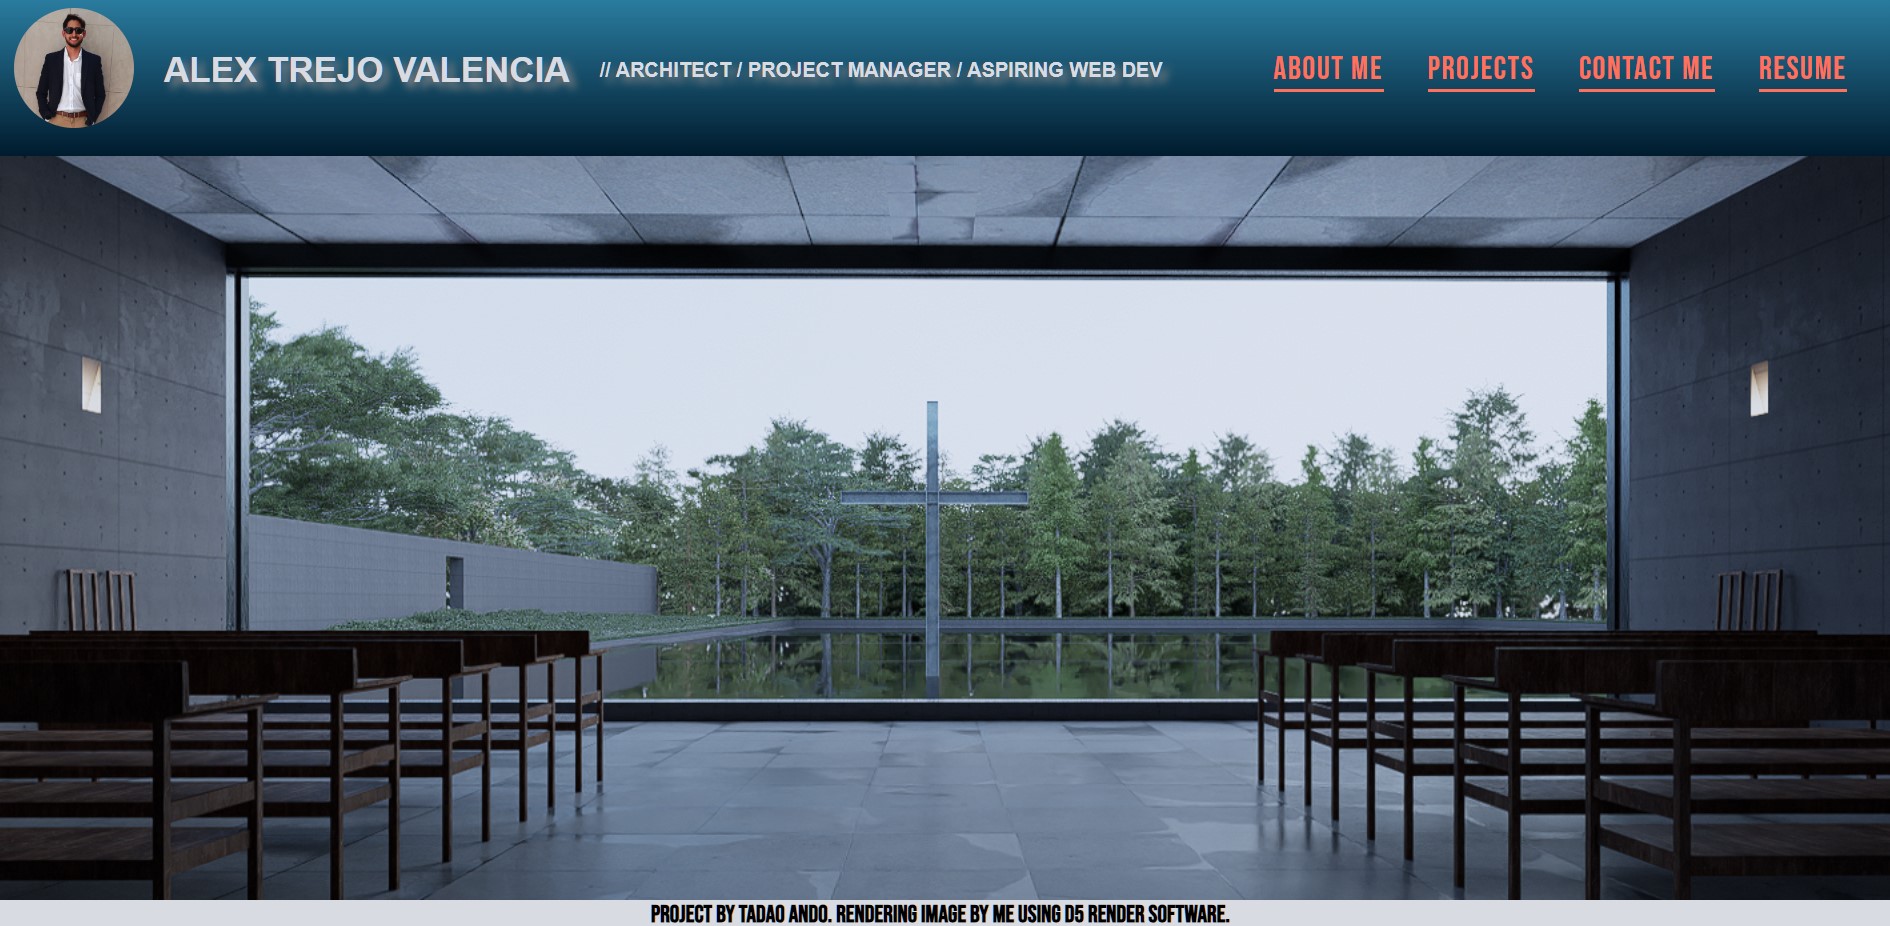 ALEX TREJO VALENCIA // ARCHITECT / PROJECT MANAGER / ASPIRING WEB DEV ABOUT ME PROJECTS CONTACT ME RESUME
PROJECT BY TADAO ANDO. RENDERING IMAGE BY ME USING D5 RENDER SOFTWARE.